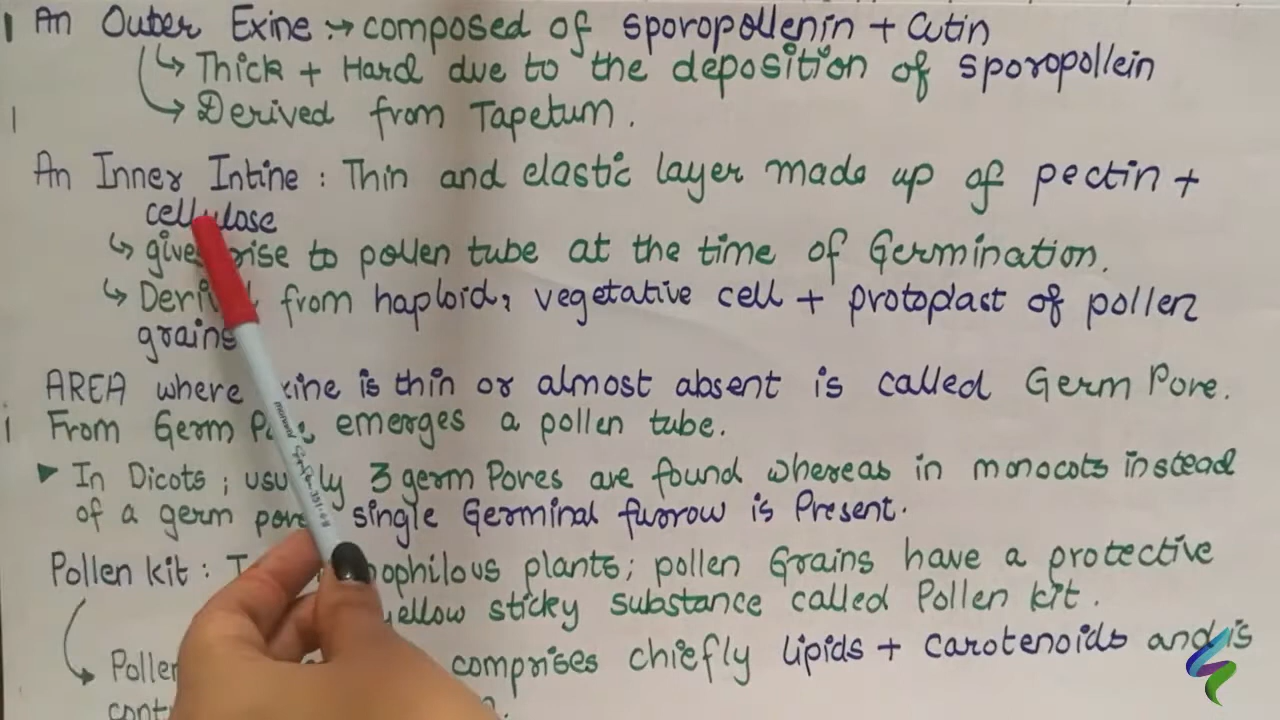 An Outer Exine :→ composed of sporopollenin + Cutin
↳ Thick + Hard due to the deposition of sporopollein
↳ Derived from Tapetum.
An Inner Intine : Thin and elastic layer made up of pectin +
cellulose
↳ gives rise to pollen tube at the time of Germination.
↳ from haploid, vegetative cell + protoplast of pollen
grains
AREA where exine is thin or almost absent is called Germ Pore.
From Germ emerges a pollen tube.
▶ In Dicots ; usually 3 germ Pores are found whereas in monocots instead
of a germ pore single Germinal furrow is Present.
Pollen kit : plants; pollen Grains have a protective
yellow sticky substance called Pollen kit.
comprises chiefly lipids + carotenoids and is